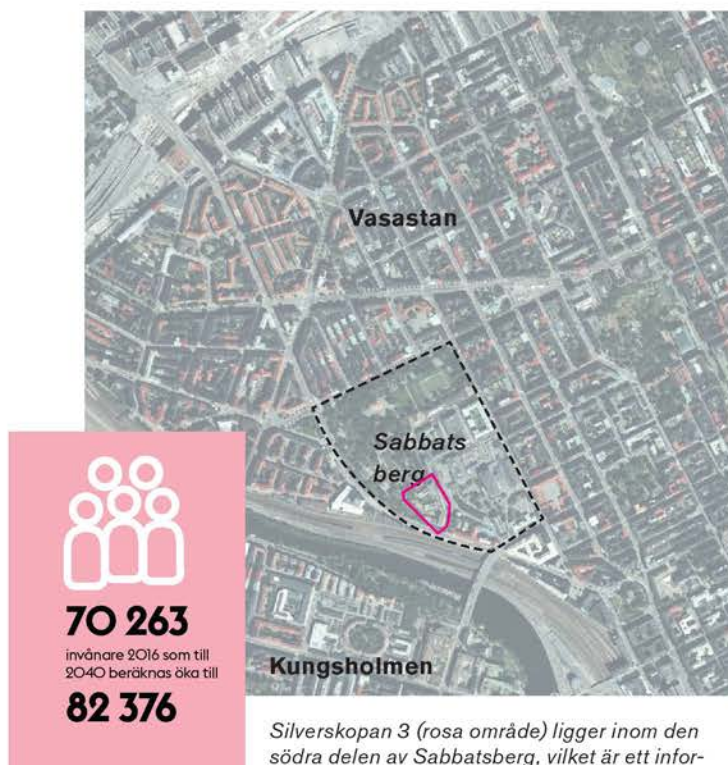 Vasastan
Sabbats
berg
Kungsholmen
70 263
invånare 2016 som till
2040 beräknas öka till
82 376
Silverskopan 3 (rosa område) ligger inom den
södra delen av Sabbatsberg, vilket är ett infor-